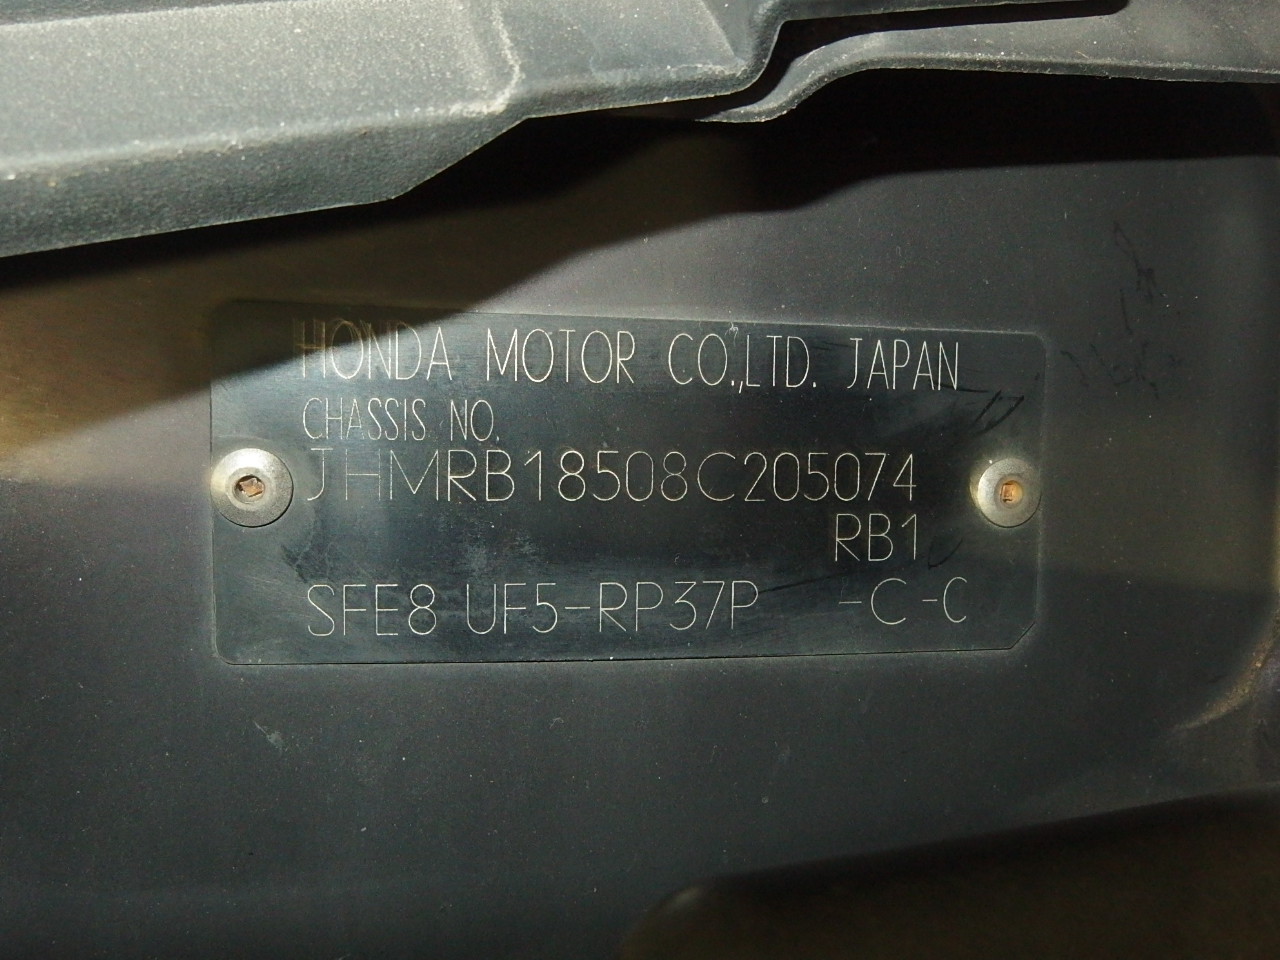 HONDA MOTOR CO.,LTD. JAPAN
CHASSIS NO.
JHMRB18508C205074
RB1
SFE8 UF5-RP37P -C-C